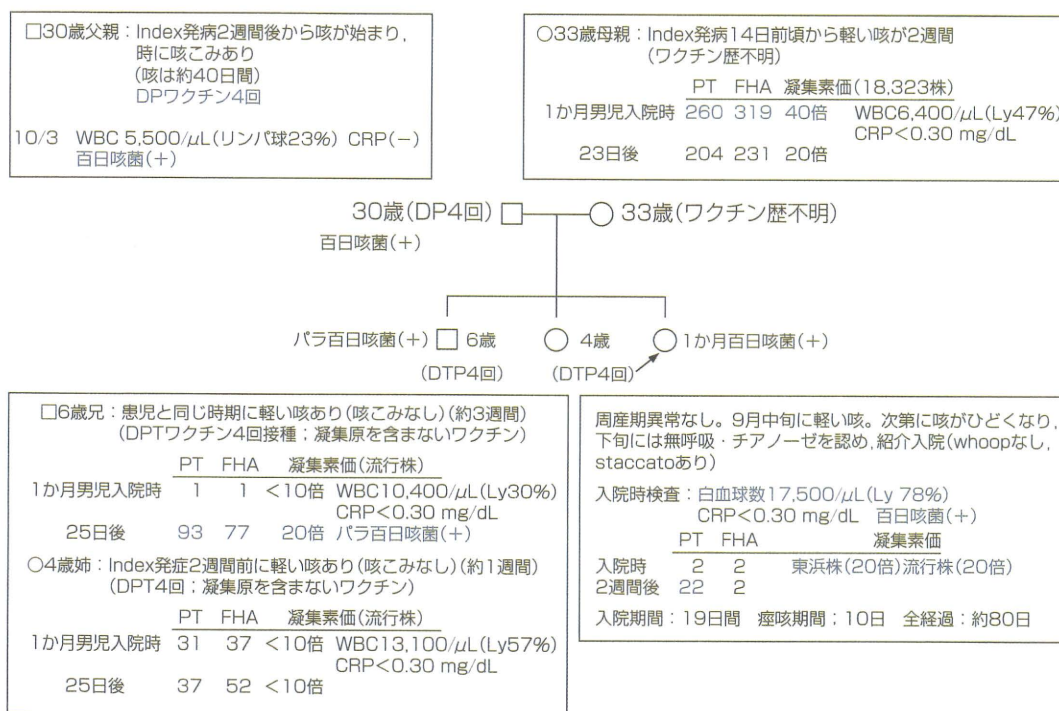 □30歳父親：Index発病2週間後から咳が始まり，
時に咳こみあり
(咳は約40日間)
DPワクチン4回
10/3 WBC 5,500/μL(リンパ球23%) CRP(−)
百日咳菌(+)
○33歳母親：Index発病14日前頃から軽い咳が2週間
(ワクチン歴不明)
PT FHA 凝集素価(18,323株)
1か月男児入院時 260 319 40倍 WBC6,400/μL(Ly47%)
CRP<0.30 mg/dL
23日後 204 231 20倍
30歳(DP4回) 33歳(ワクチン歴不明)
百日咳菌(+)
パラ百日咳菌(+) 6歳 4歳 1か月百日咳菌(+)
(DTP4回) (DTP4回)
□6歳兄：患児と同じ時期に軽い咳あり(咳こみなし)(約3週間)
(DPTワクチン4回接種；凝集原を含まないワクチン)
PT FHA 凝集素価(流行株)
1か月男児入院時 1 1 <10倍 WBC10,400/μL(Ly30%)
CRP<0.30 mg/dL
25日後 93 77 20倍 パラ百日咳菌(+)
○4歳姉：Index発症2週間前に軽い咳あり(咳こみなし)(約1週間)
(DPT4回；凝集原を含まないワクチン)
PT FHA 凝集素価(流行株)
1か月男児入院時 31 37 <10倍 WBC13,100/μL(Ly57%)
CRP<0.30 mg/dL
25日後 37 52 <10倍
周産期異常なし。9月中旬に軽い咳。次第に咳がひどくなり，
下旬には無呼吸・チアノーゼを認め，紹介入院(whoopなし，
staccatoあり)
入院時検査：白血球数17,500/μL(Ly 78%)
CRP<0.30 mg/dL 百日咳菌(+)
PT FHA 凝集素価
入院時 2 2 東浜株(20倍)流行株(20倍)
2週間後 22 2
入院期間：19日間 痙咳期間；10日 全経過：約80日